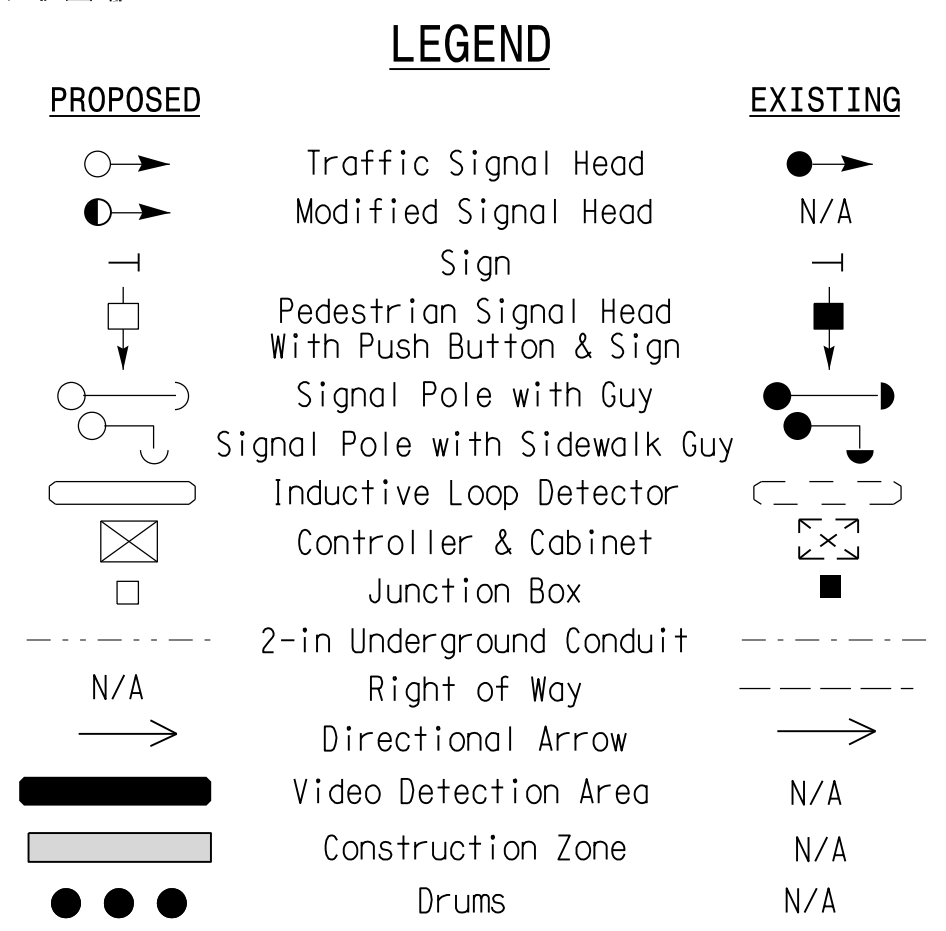 LEGEND
PROPOSED EXISTING
Traffic Signal Head
Modified Signal Head N/A
Sign
Pedestrian Signal Head
With Push Button & Sign
Signal Pole with Guy
Signal Pole with Sidewalk Guy
Inductive Loop Detector
Controller & Cabinet
Junction Box
2-in Underground Conduit
N/A Right of Way
Directional Arrow
Video Detection Area N/A
Construction Zone N/A
Drums N/A